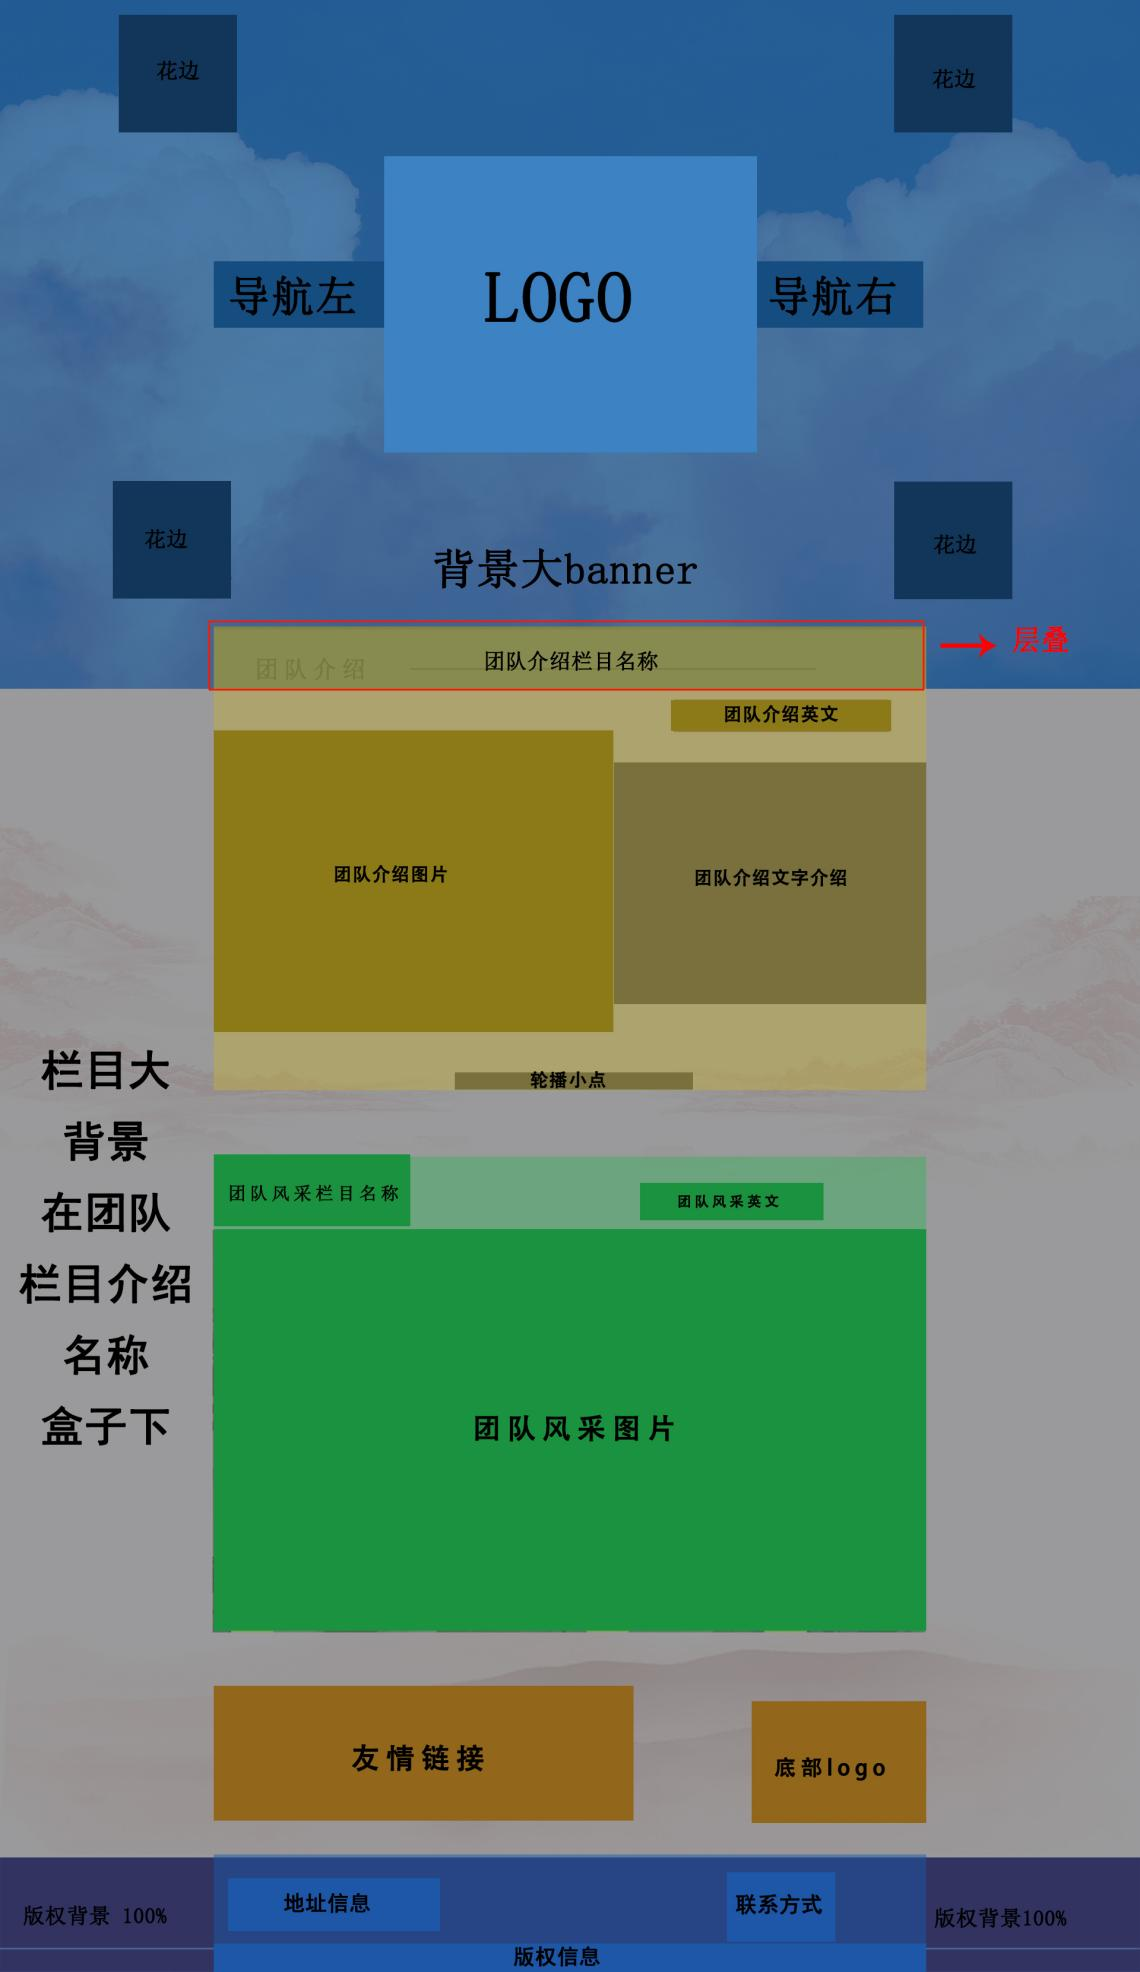 花边
花边
导航左
LOGO
导航右
花边
花边
背景大banner
团队介绍
团队介绍栏目名称
层叠
团队介绍英文
团队介绍图片
团队介绍文字介绍
轮播小点
栏目大
背景
在团队
栏目介绍
名称
盒子下
团队风采栏目名称
团队风采英文
团队风采图片
友情链接
底部logo
地址信息
联系方式
版权背景 100%
版权背景100%
版权信息